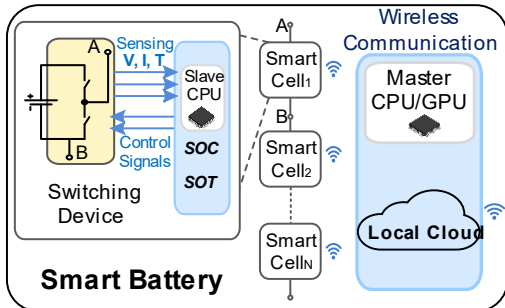 A
Sensing
V, I, T
Slave
CPU
Control
Signals
SOC
SOT
B
Switching
Device
Smart Battery
A
Smart
Cell1
B
Smart
Cell2
Smart
CellN
Wireless
Communication
Master
CPU/GPU
Local Cloud